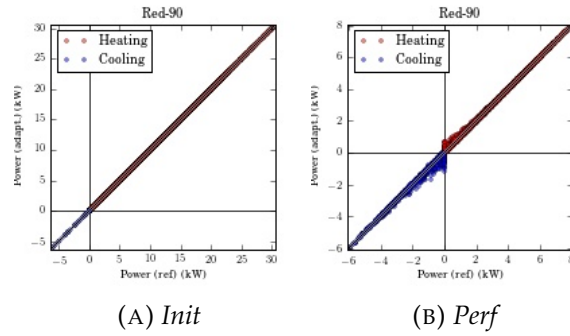 Red-90
Heating
Cooling
30
25
20
15
10
5
0
−5
−5 0 5 10 15 20 25 30
Power (adapt.) (kW)
Power (ref) (kW)
(A) Init
Red-90
Heating
Cooling
8
6
4
2
0
−2
−4
−6
−6 −4 −2 0 2 4 6 8
Power (adapt.) (kW)
Power (ref) (kW)
(B) Perf